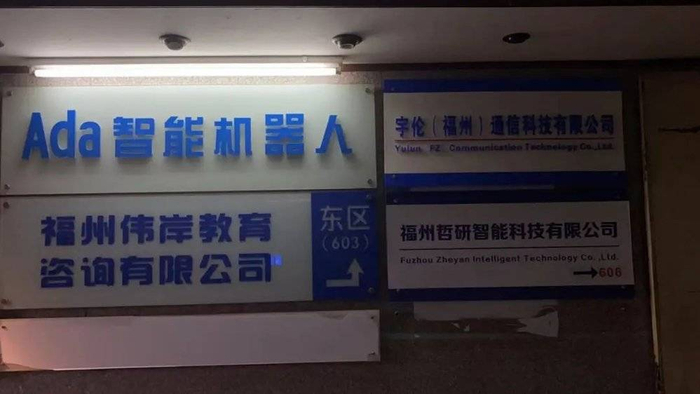 Ada智能机器人
福州伟岸教育
咨询有限公司
东区
(603)
宇伦（福州）通信科技有限公司
Yulun FZ Communication Technology Co.,Ltd.
福州哲研智能科技有限公司
Fuzhou Zheyan Intelligent Technology Co.,Ltd.
606